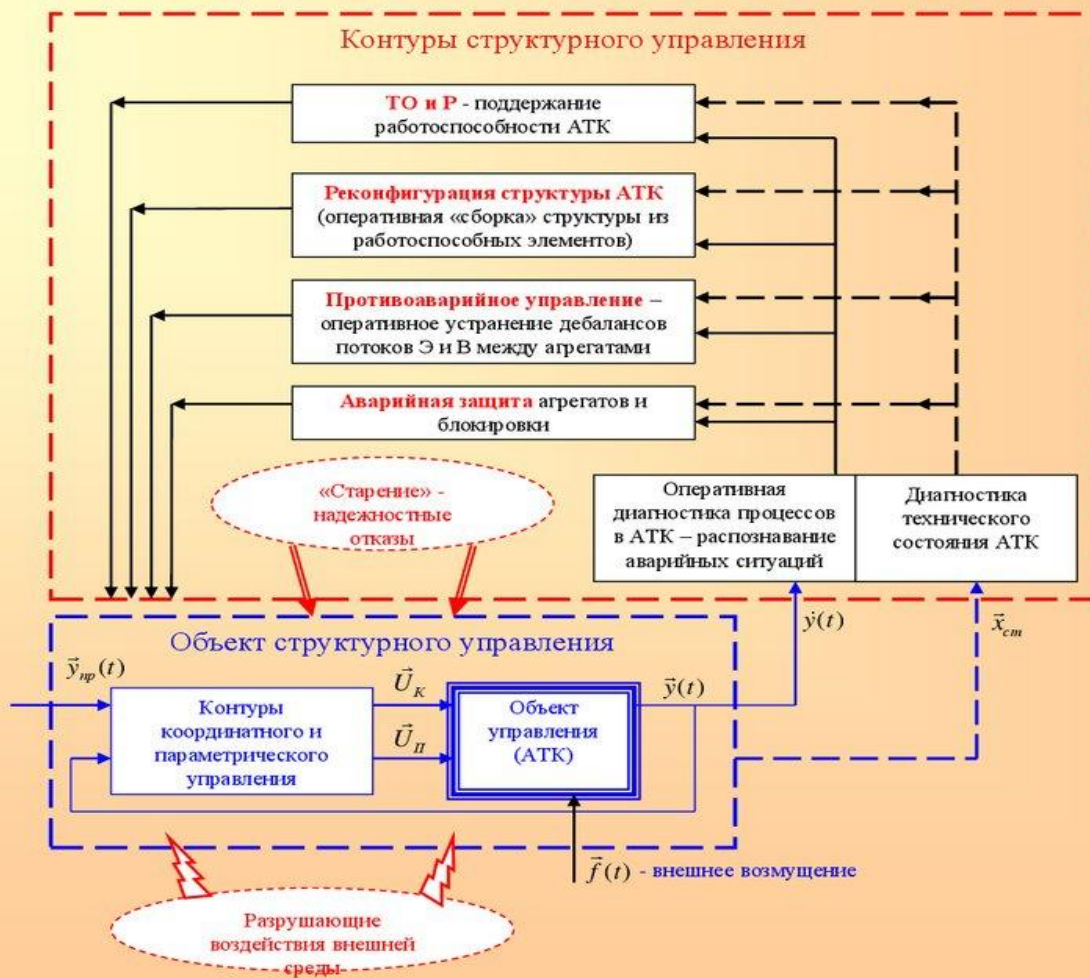 Контуры структурного управления
ТО и Р - поддержание
работоспособности АТК
Реконфигурация структуры АТК
(оперативная «сборка» структуры из
работоспособных элементов)
Противоаварийное управление –
оперативное устранение дебалансов
потоков Э и В между агрегатами
Аварийная защита агрегатов и
блокировки
«Старение» -
надежностные
отказы
Оперативная
диагностика процессов
в АТК – распознавание
аварийных ситуаций
Диагностика
технического
состояния АТК
Объект структурного управления
ẏ(t)
x⃗ст
y⃗пр(t)
Контуры
координатного и
параметрического
управления
U⃗К
U⃗П
Объект
управления
(АТК)
y⃗(t)
f⃗(t) - внешнее возмущение
Разрушающие
воздействия внешней
среды